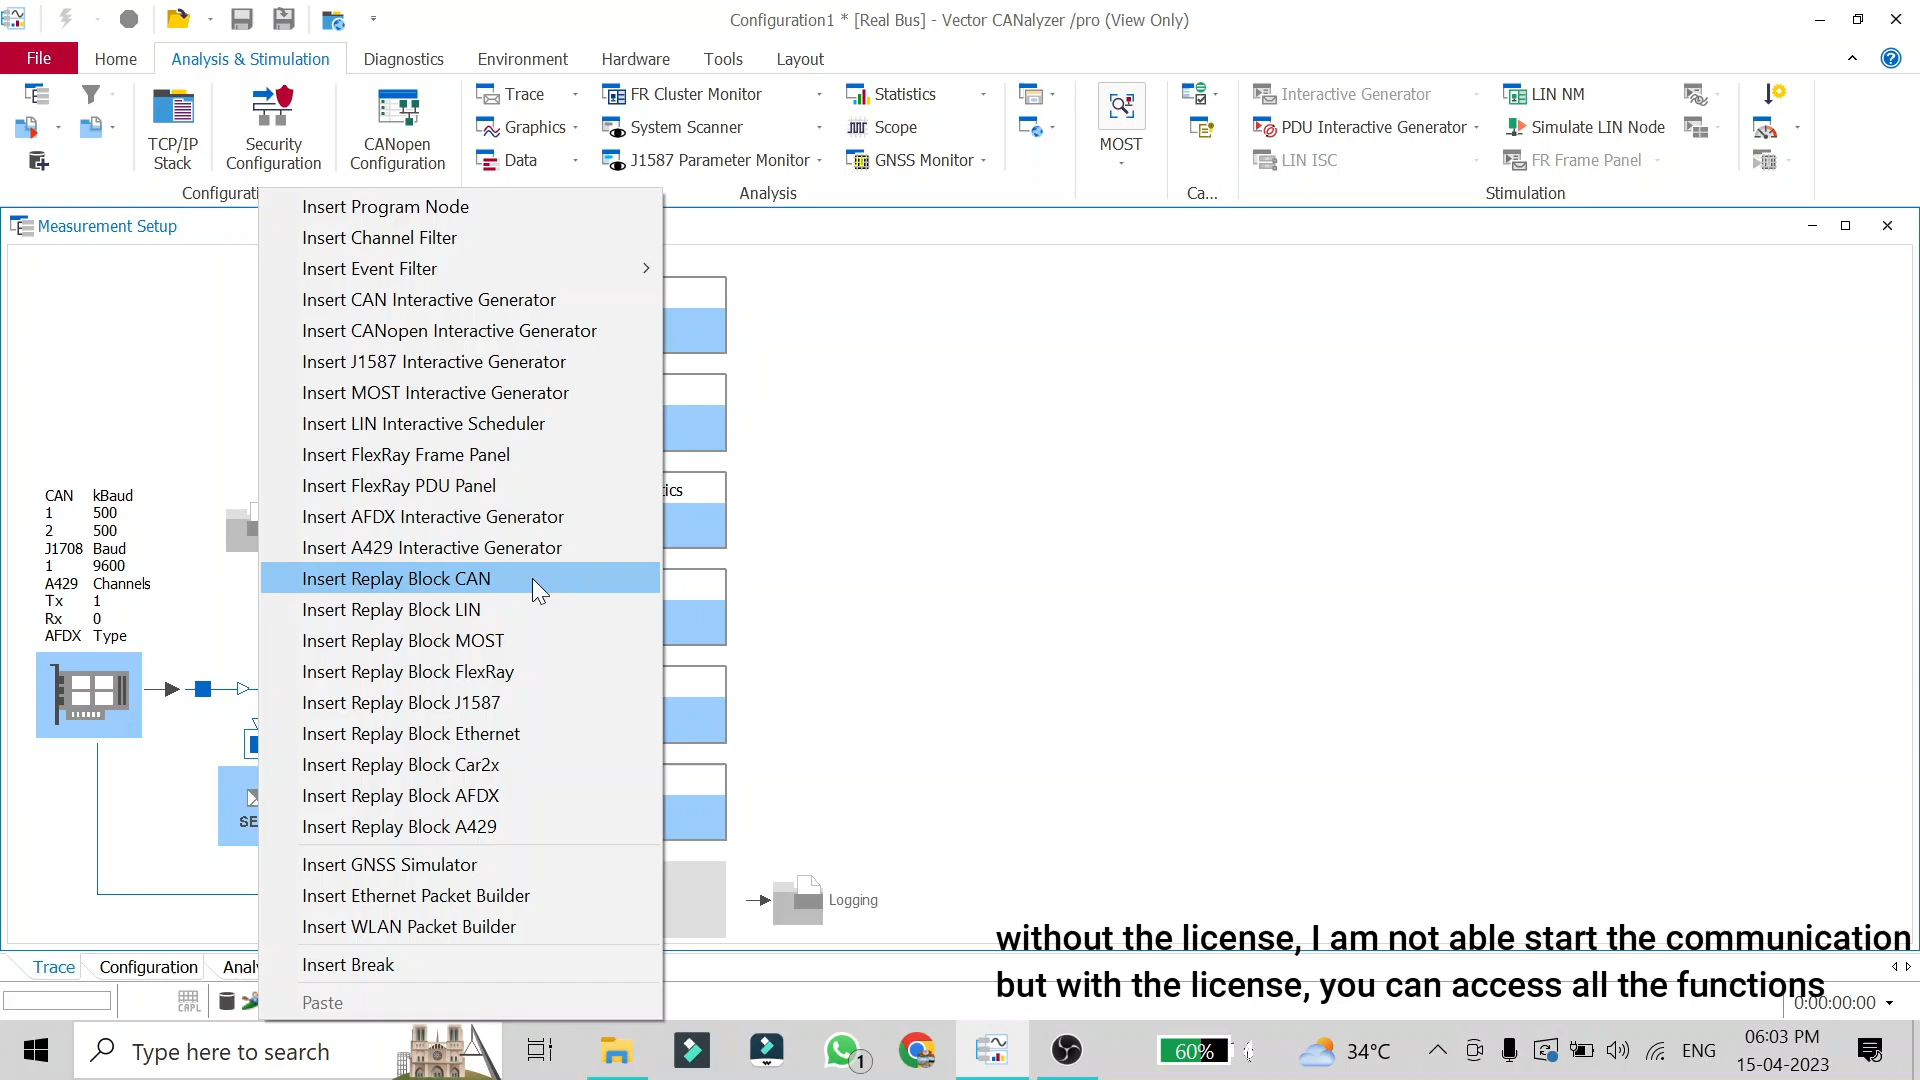 Configuration1 * [Real Bus] - Vector CANalyzer /pro (View Only)
File
Home
Analysis & Stimulation
Diagnostics
Environment
Hardware
Tools
Layout
TCP/IP
Stack
Security
Configuration
CANopen
Configuration
Trace
Graphics
Data
FR Cluster Monitor
System Scanner
J1587 Parameter Monitor
Statistics
Scope
GNSS Monitor
MOST
Interactive Generator
PDU Interactive Generator
LIN ISC
LIN NM
Simulate LIN Node
FR Frame Panel
Configurati
Analysis
Ca...
Stimulation
Measurement Setup
Insert Program Node
Insert Channel Filter
Insert Event Filter
Insert CAN Interactive Generator
Insert CANopen Interactive Generator
Insert J1587 Interactive Generator
Insert MOST Interactive Generator
Insert LIN Interactive Scheduler
Insert FlexRay Frame Panel
Insert FlexRay PDU Panel
Insert AFDX Interactive Generator
Insert A429 Interactive Generator
Insert Replay Block CAN
Insert Replay Block LIN
Insert Replay Block MOST
Insert Replay Block FlexRay
Insert Replay Block J1587
Insert Replay Block Ethernet
Insert Replay Block Car2x
Insert Replay Block AFDX
Insert Replay Block A429
Insert GNSS Simulator
Insert Ethernet Packet Builder
Insert WLAN Packet Builder
Insert Break
Paste
tics
CAN kBaud
1 500
2 500
J1708 Baud
1 9600
A429 Channels
Tx 1
Rx 0
AFDX Type
SE
Logging
without the license, I am not able start the communication
but with the license, you can access all the functions
Trace
Configuration
Anal
CAPL
0:00:00:00
Type here to search
1
60%
34°C
ENG
06:03 PM
15-04-2023